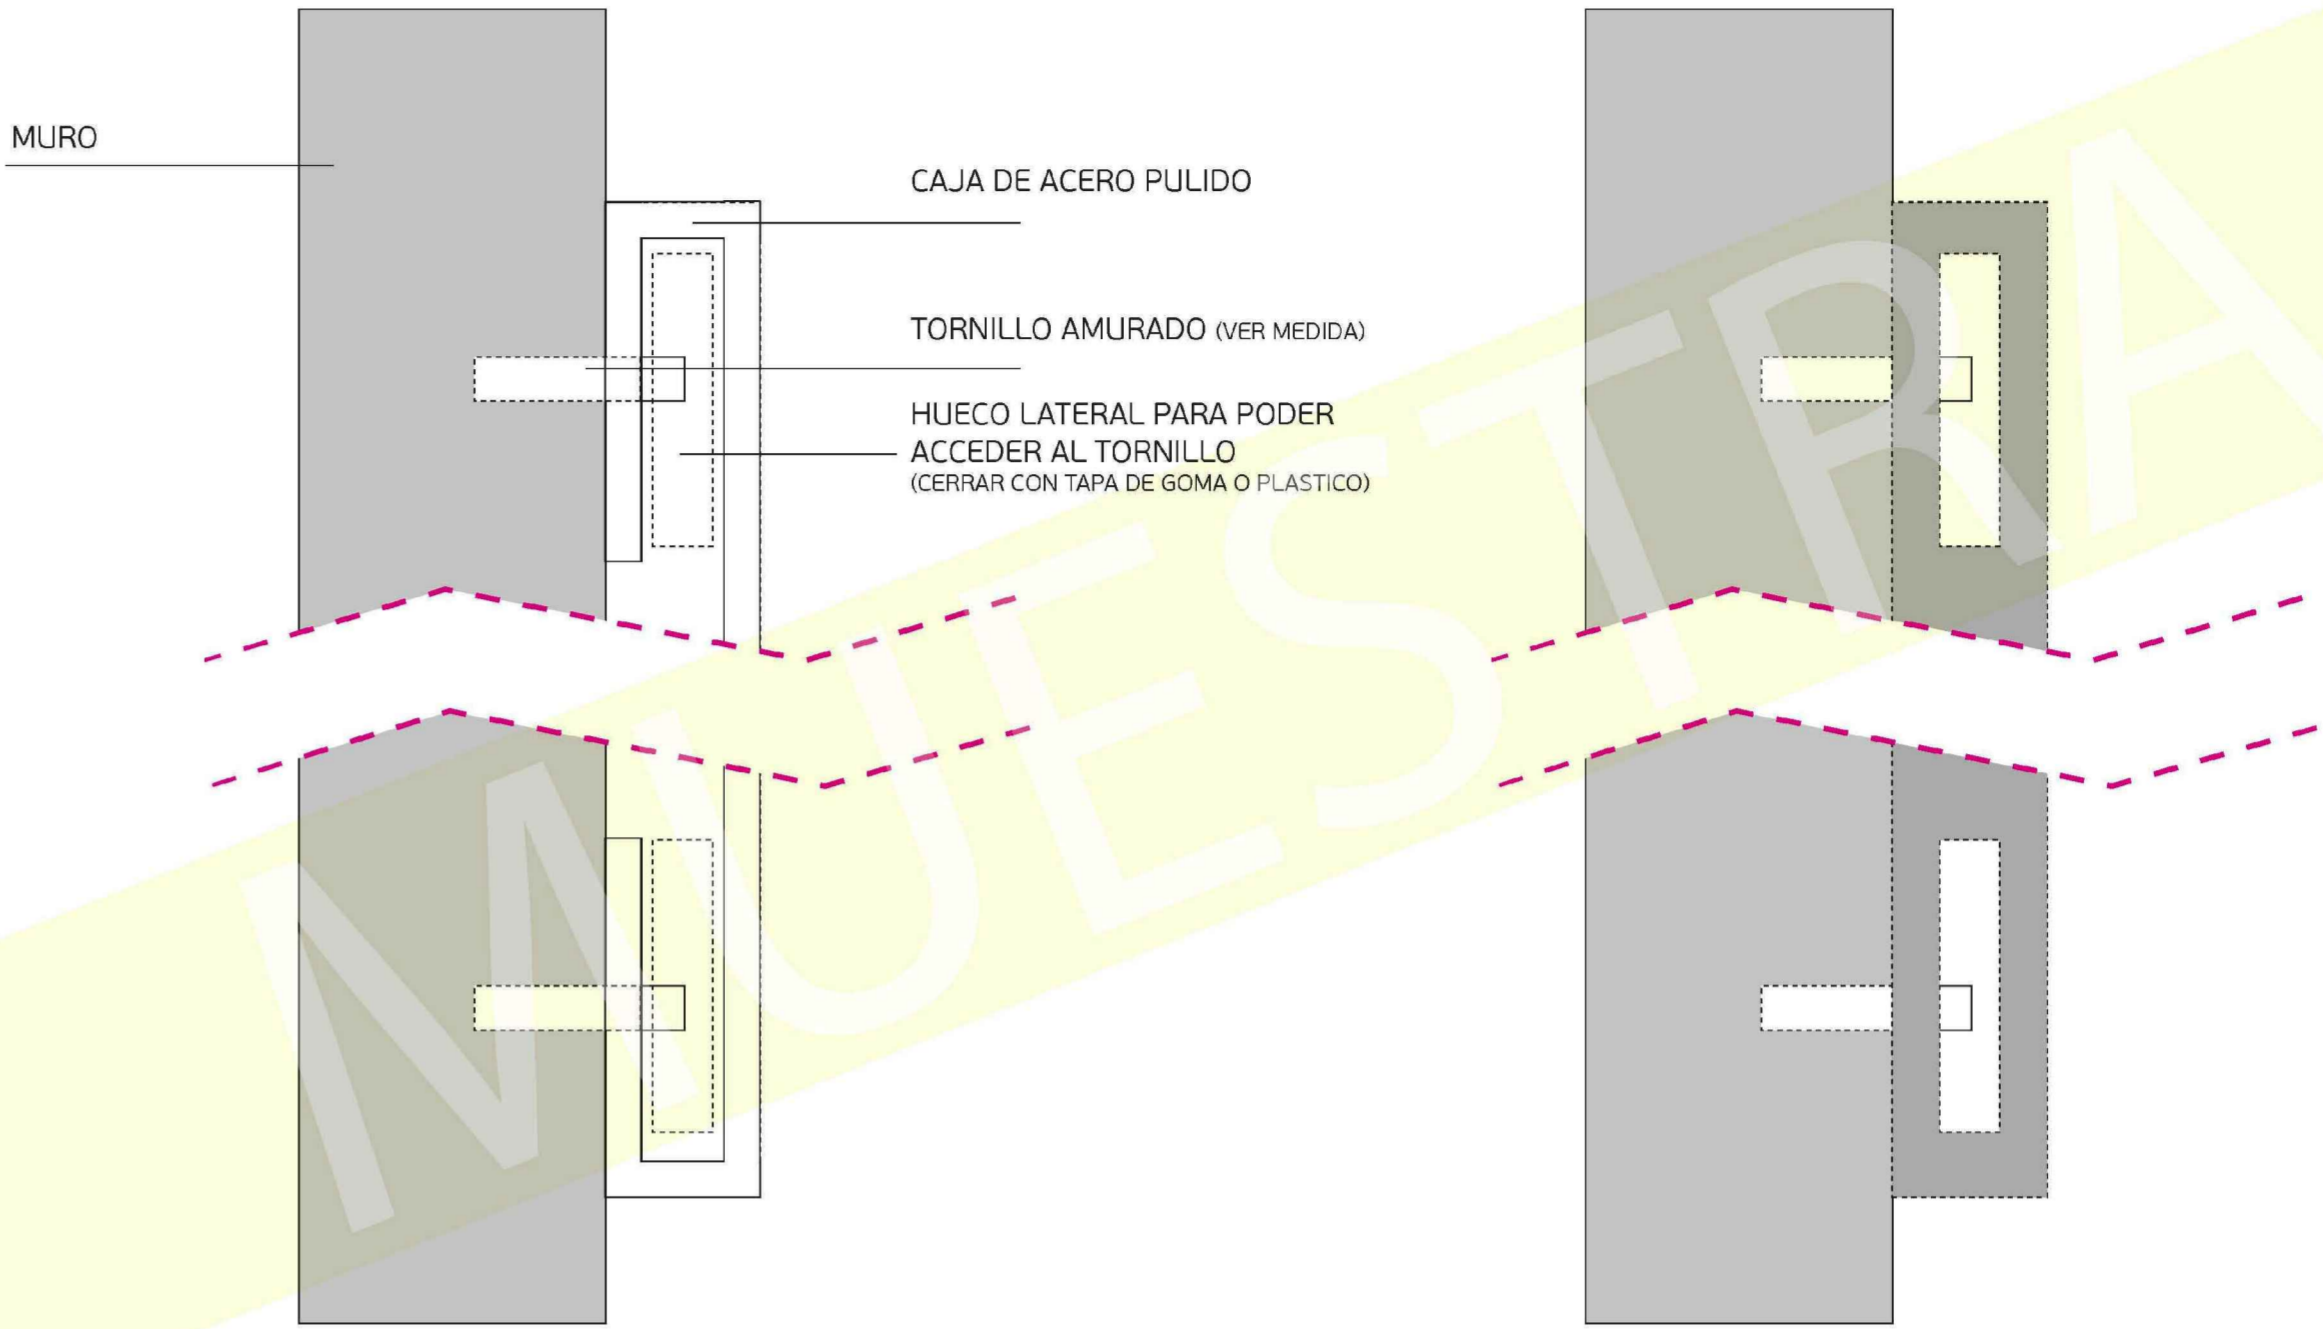 MURO
CAJA DE ACERO PULIDO
TORNILLO AMURADO (VER MEDIDA)
HUECO LATERAL PARA PODER
ACCEDER AL TORNILLO
(CERRAR CON TAPA DE GOMA O PLASTICO)
MUESTRA